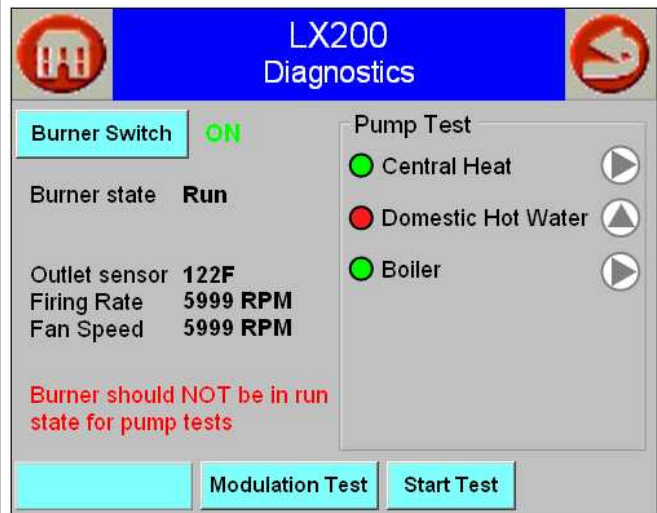 LX200
Diagnostics
Burner Switch ON
Burner state Run
Outlet sensor 122F
Firing Rate 5999 RPM
Fan Speed 5999 RPM
Burner should NOT be in run
state for pump tests
Pump Test
Central Heat
Domestic Hot Water
Boiler
Modulation Test
Start Test